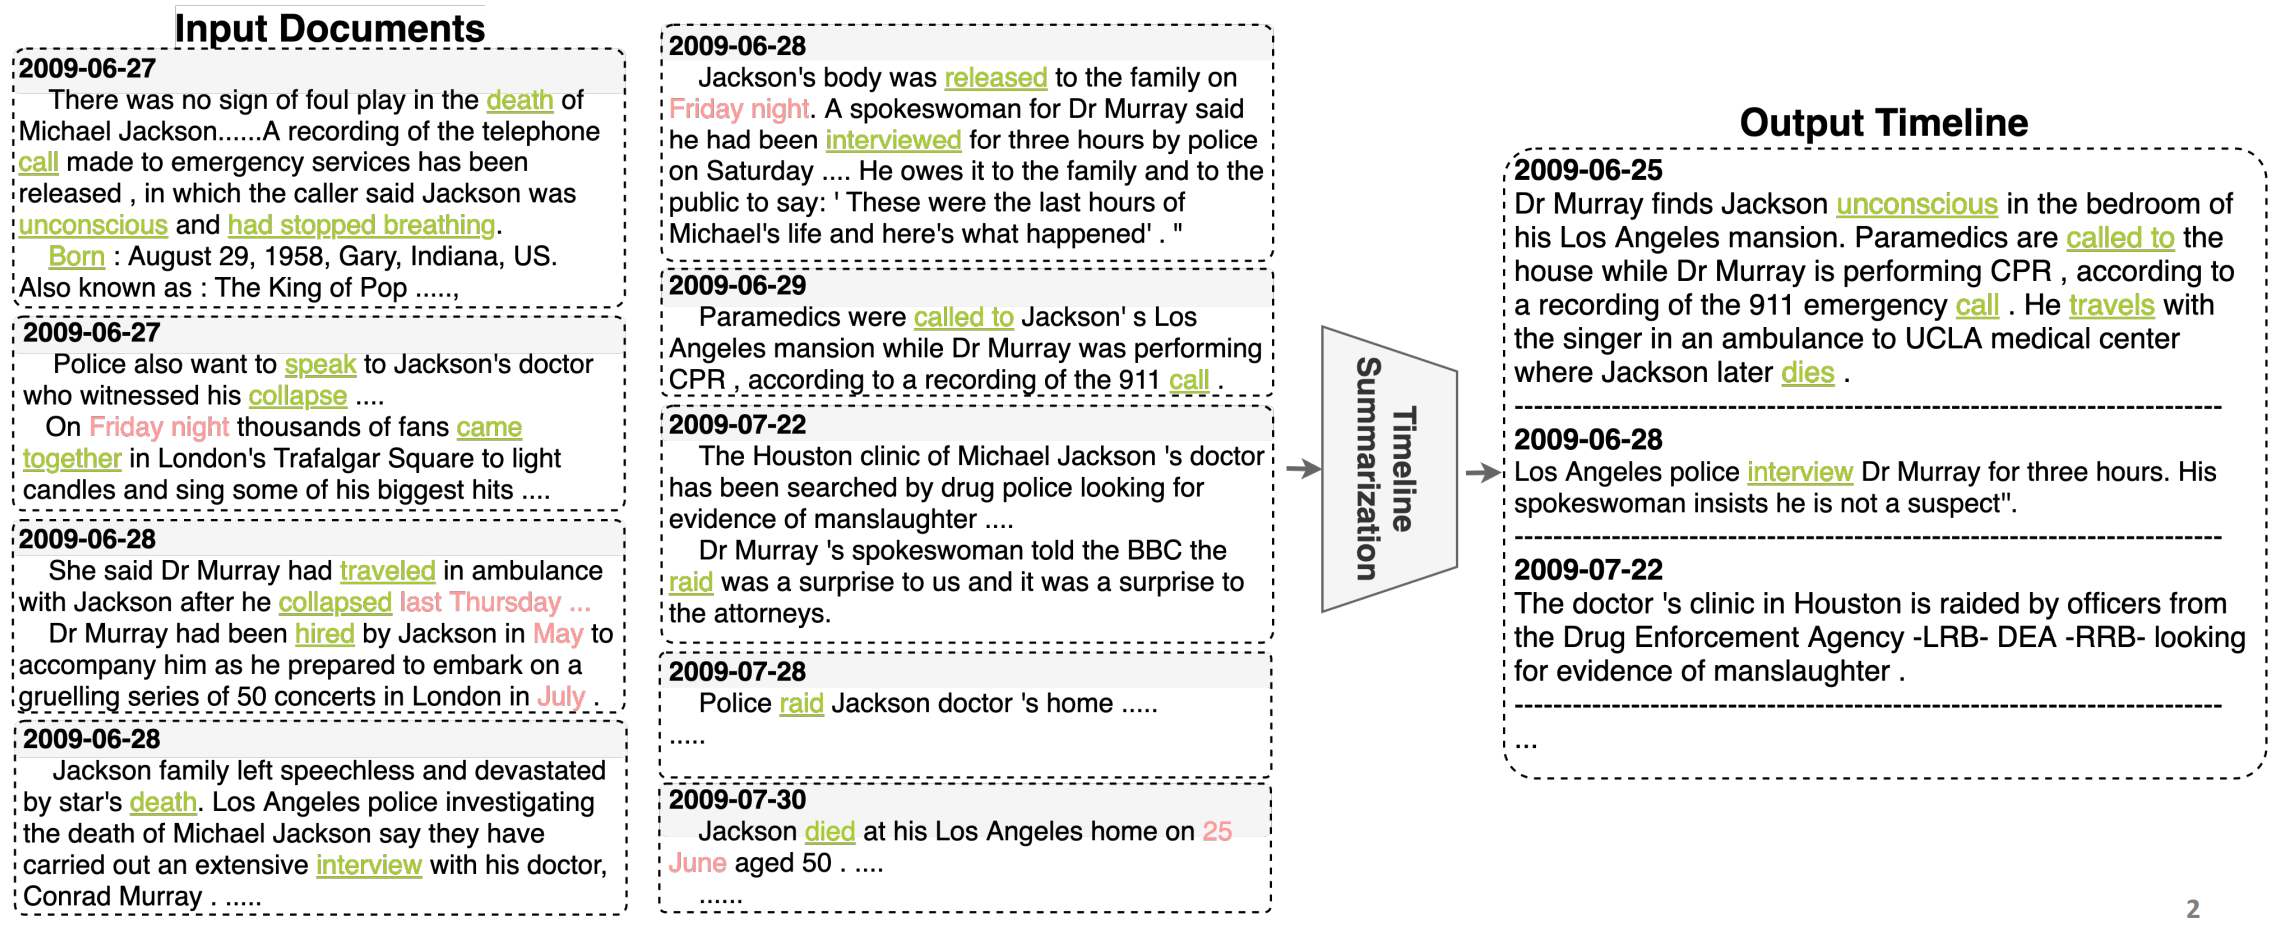 Input Documents
2009-06-27
There was no sign of foul play in the death of
Michael Jackson......A recording of the telephone
call made to emergency services has been
released , in which the caller said Jackson was
unconscious and had stopped breathing.
Born : August 29, 1958, Gary, Indiana, US.
Also known as : The King of Pop .....,
2009-06-27
Police also want to speak to Jackson's doctor
who witnessed his collapse ....
On Friday night thousands of fans came
together in London's Trafalgar Square to light
candles and sing some of his biggest hits ....
2009-06-28
She said Dr Murray had traveled in ambulance
with Jackson after he collapsed last Thursday ...
Dr Murray had been hired by Jackson in May to
accompany him as he prepared to embark on a
gruelling series of 50 concerts in London in July .
2009-06-28
Jackson family left speechless and devastated
by star's death. Los Angeles police investigating
the death of Michael Jackson say they have
carried out an extensive interview with his doctor,
Conrad Murray . .....
2009-06-28
Jackson's body was released to the family on
Friday night. A spokeswoman for Dr Murray said
he had been interviewed for three hours by police
on Saturday .... He owes it to the family and to the
public to say: ' These were the last hours of
Michael's life and here's what happened' . "
2009-06-29
Paramedics were called to Jackson' s Los
Angeles mansion while Dr Murray was performing
CPR , according to a recording of the 911 call .
2009-07-22
The Houston clinic of Michael Jackson 's doctor
has been searched by drug police looking for
evidence of manslaughter ....
Dr Murray 's spokeswoman told the BBC the
raid was a surprise to us and it was a surprise to
the attorneys.
2009-07-28
Police raid Jackson doctor 's home .....
.....
2009-07-30
Jackson died at his Los Angeles home on 25
June aged 50 . ....
......
Timeline
Summarization
Output Timeline
2009-06-25
Dr Murray finds Jackson unconscious in the bedroom of
his Los Angeles mansion. Paramedics are called to the
house while Dr Murray is performing CPR , according to
a recording of the 911 emergency call . He travels with
the singer in an ambulance to UCLA medical center
where Jackson later dies .
2009-06-28
Los Angeles police interview Dr Murray for three hours. His
spokeswoman insists he is not a suspect".
2009-07-22
The doctor 's clinic in Houston is raided by officers from
the Drug Enforcement Agency -LRB- DEA -RRB- looking
for evidence of manslaughter .
...
2